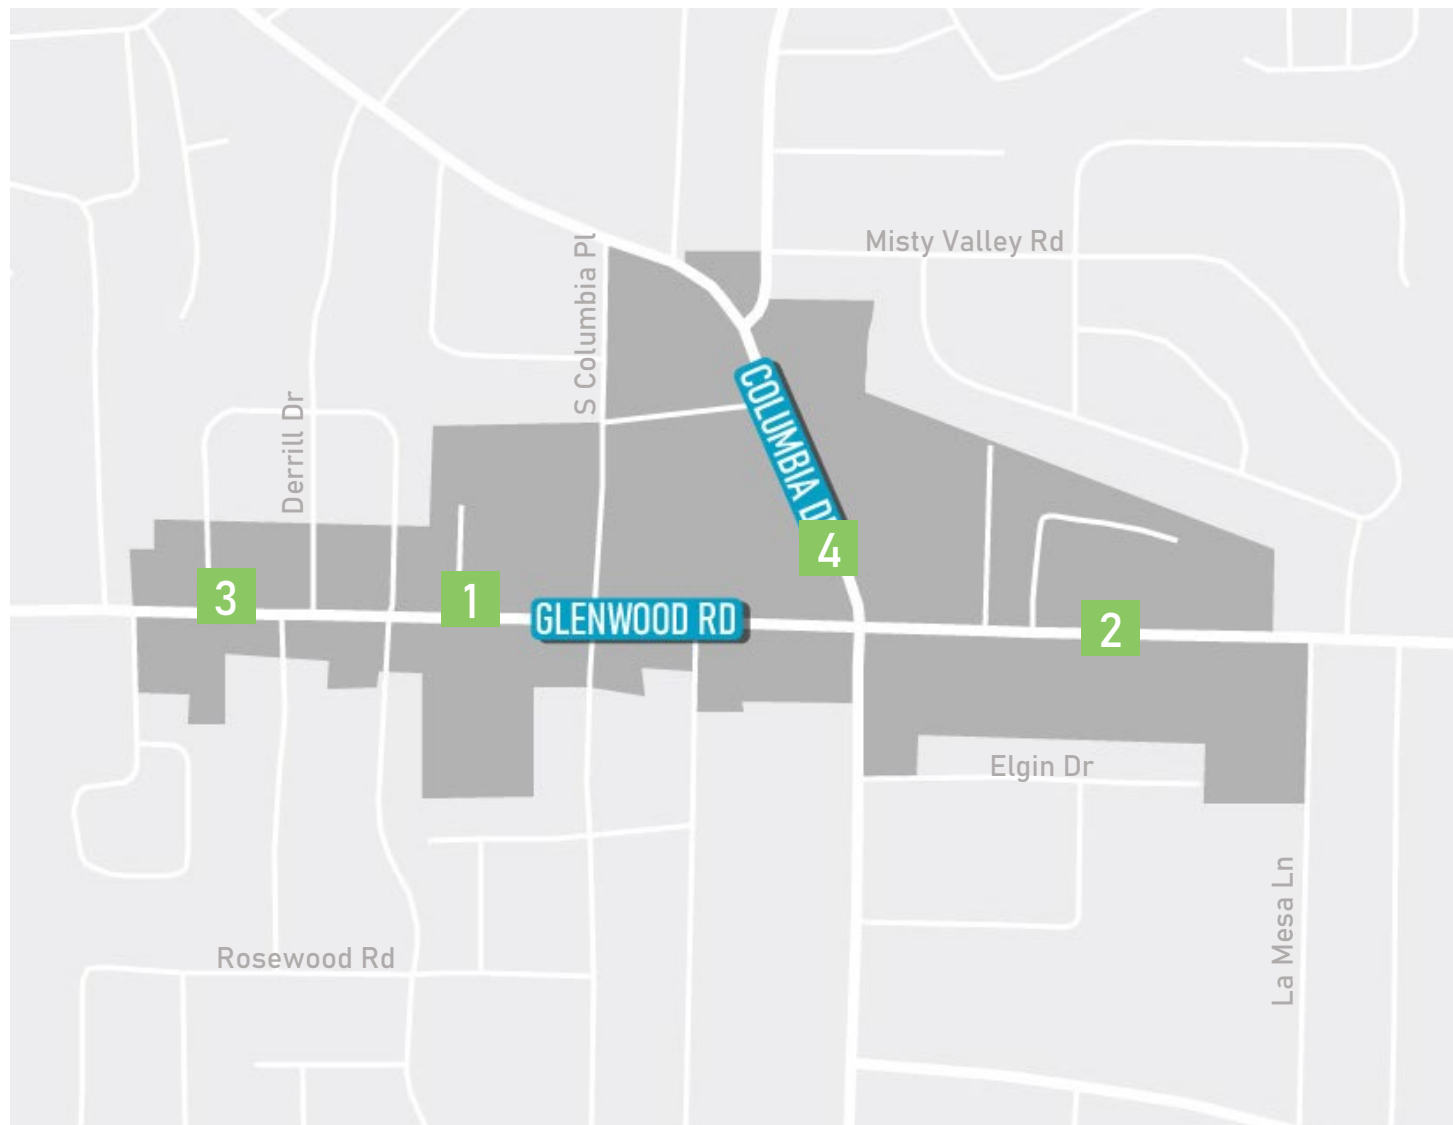 Misty Valley Rd
S Columbia Pl
COLUMBIA D
Derrill Dr
4
3
1
GLENWOOD RD
2
Elgin Dr
La Mesa Ln
Rosewood Rd